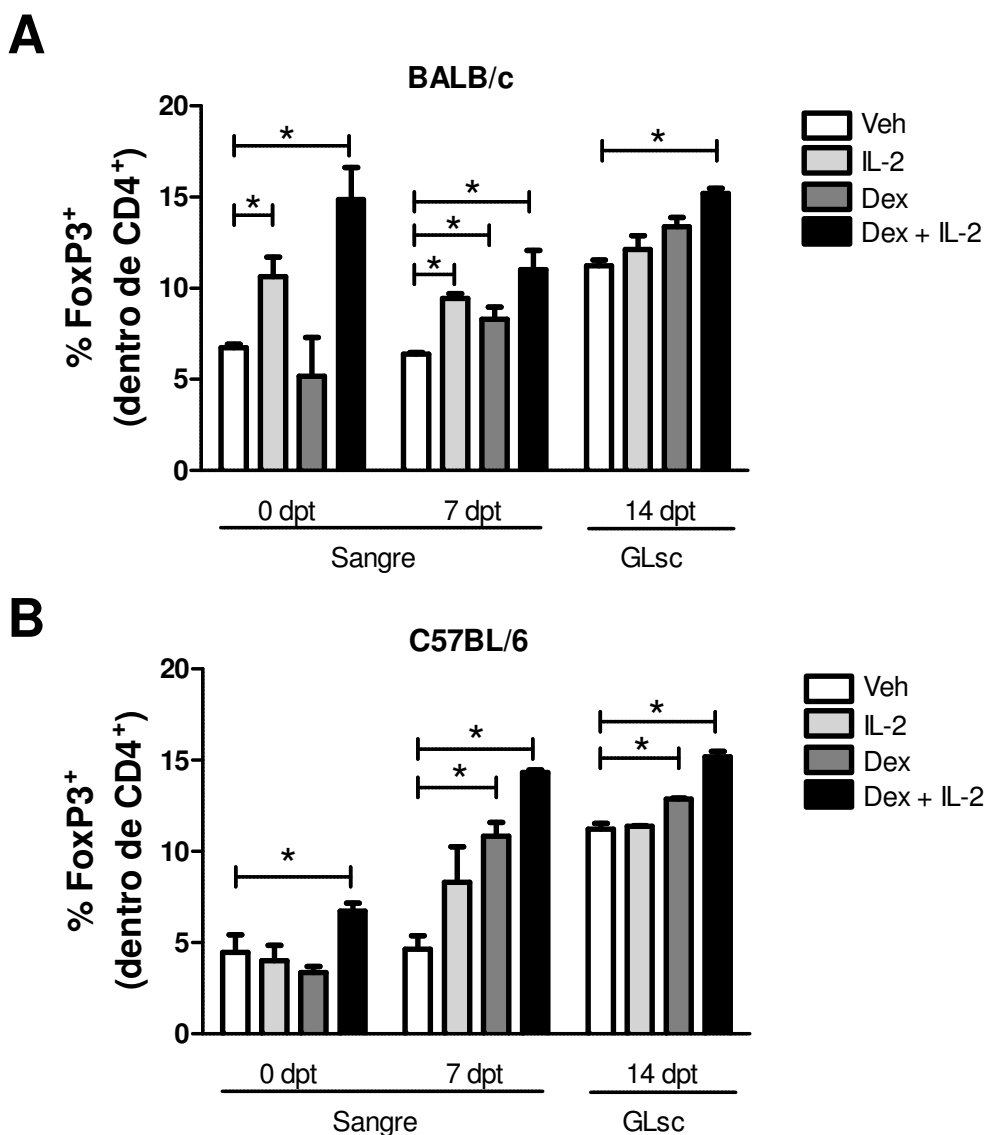 A
BALB/c
% FoxP3⁺
(dentro de CD4⁺)
20
15
10
5
0
* * * * * *
Veh
IL-2
Dex
Dex + IL-2
0 dpt 7 dpt 14 dpt
Sangre GLsc
B
C57BL/6
% FoxP3⁺
(dentro de CD4⁺)
20
15
10
5
0
* * * * *
Veh
IL-2
Dex
Dex + IL-2
0 dpt 7 dpt 14 dpt
Sangre GLsc